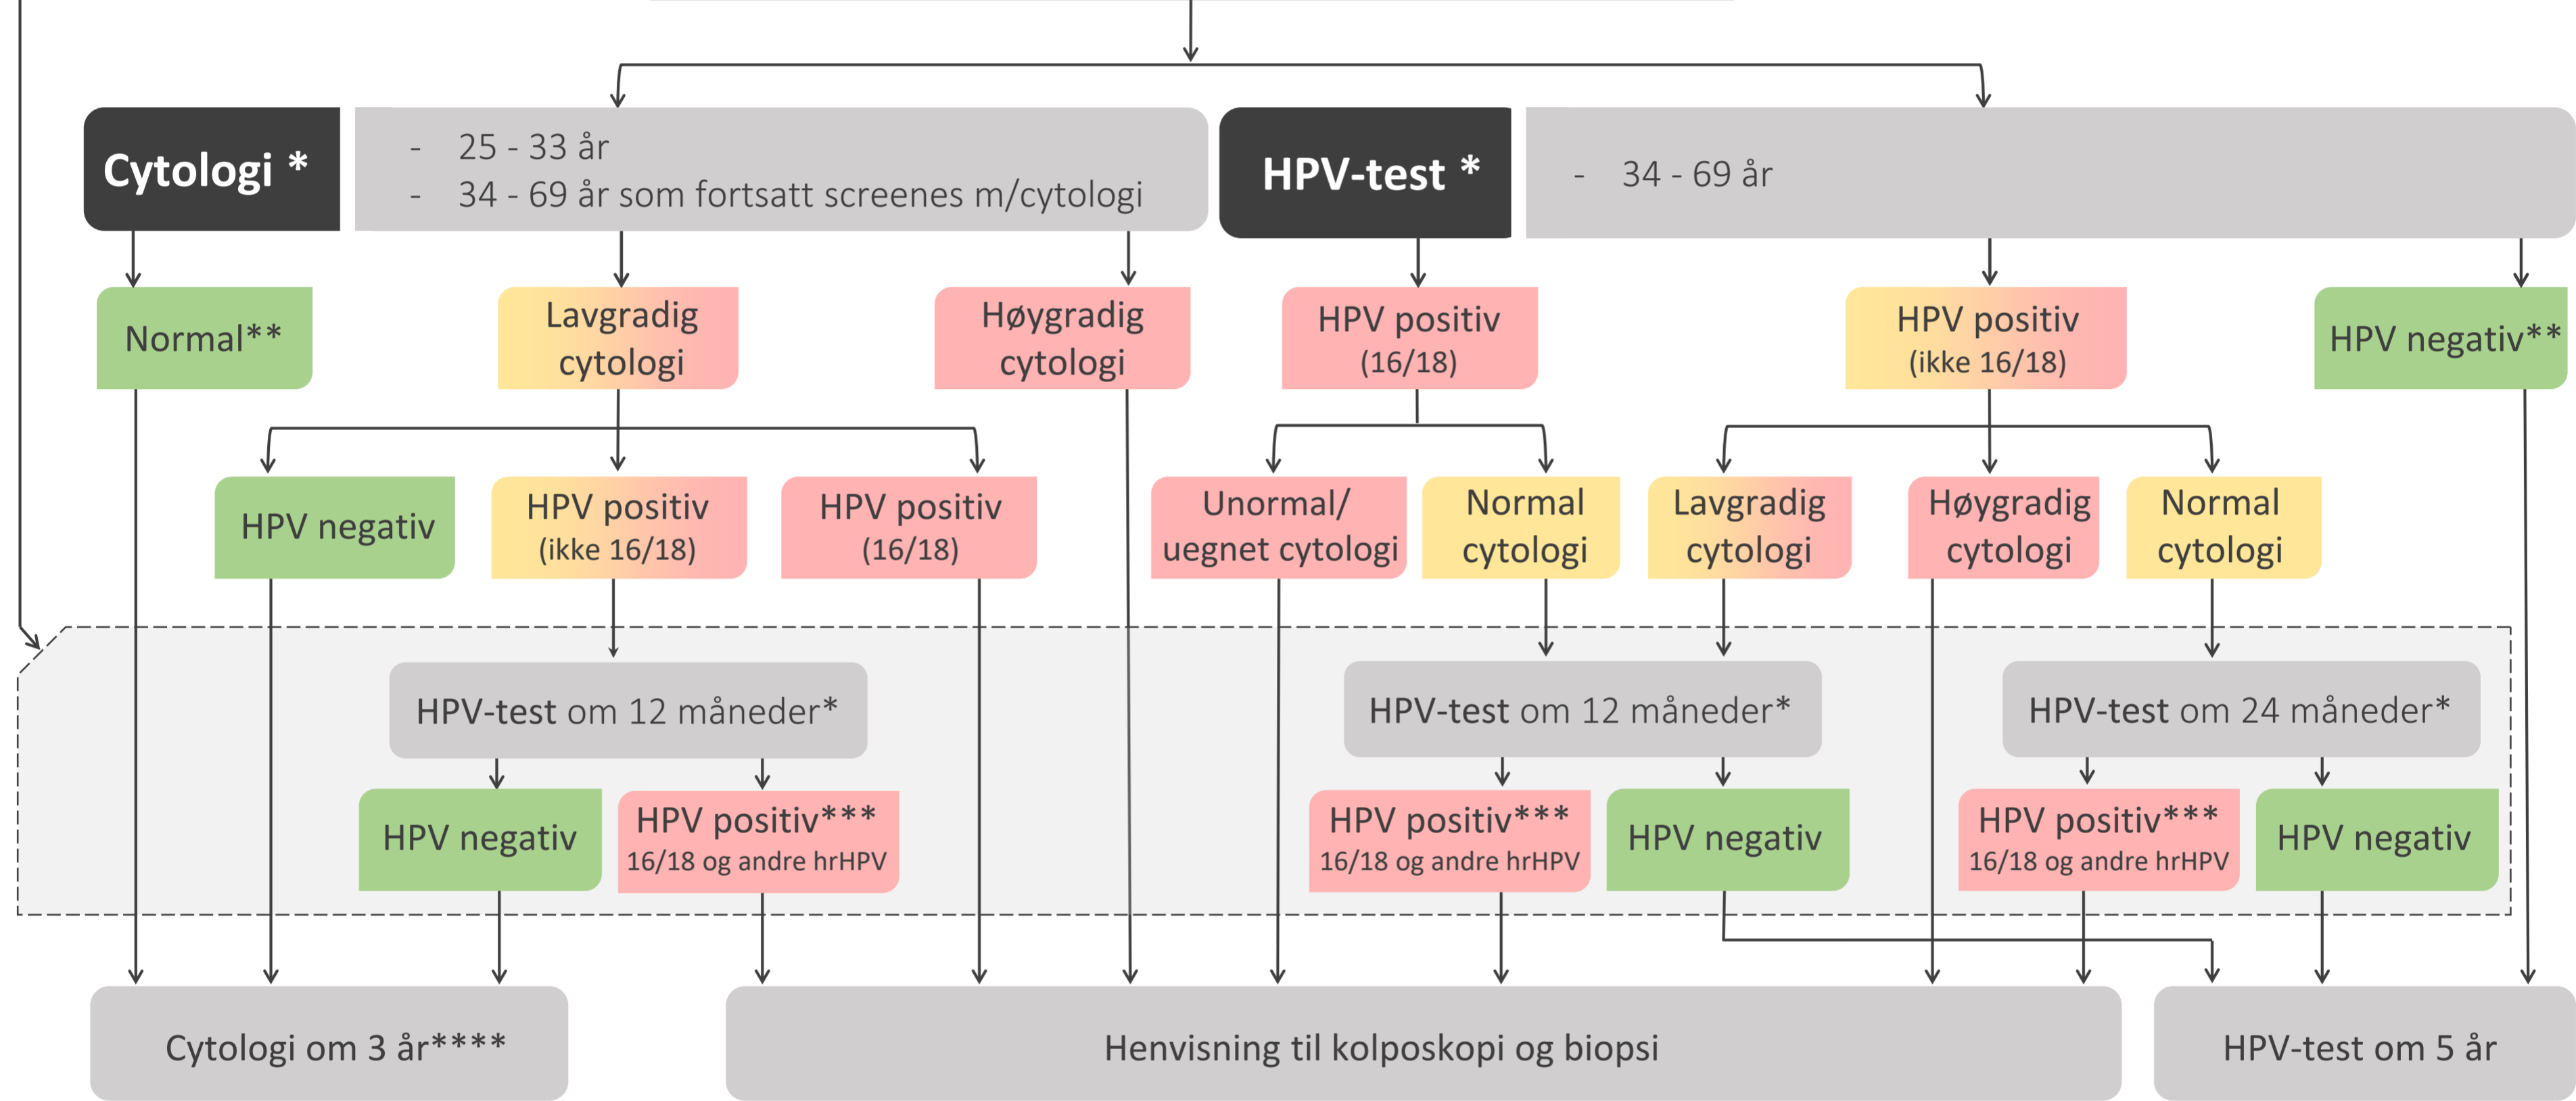 Cytologi *
- 25 - 33 år
- 34 - 69 år som fortsatt screenes m/cytologi
HPV-test *
- 34 - 69 år
Normal**
Lavgradig
cytologi
Høygradig
cytologi
HPV positiv
(16/18)
HPV positiv
(ikke 16/18)
HPV negativ**
HPV negativ
HPV positiv
(ikke 16/18)
HPV positiv
(16/18)
Unormal/
uegnet cytologi
Normal
cytologi
Lavgradig
cytologi
Høygradig
cytologi
Normal
cytologi
HPV-test om 12 måneder*
HPV-test om 12 måneder*
HPV-test om 24 måneder*
HPV negativ
HPV positiv***
16/18 og andre hrHPV
HPV positiv***
16/18 og andre hrHPV
HPV negativ
HPV positiv***
16/18 og andre hrHPV
HPV negativ
Cytologi om 3 år****
Henvisning til kolposkopi og biopsi
HPV-test om 5 år